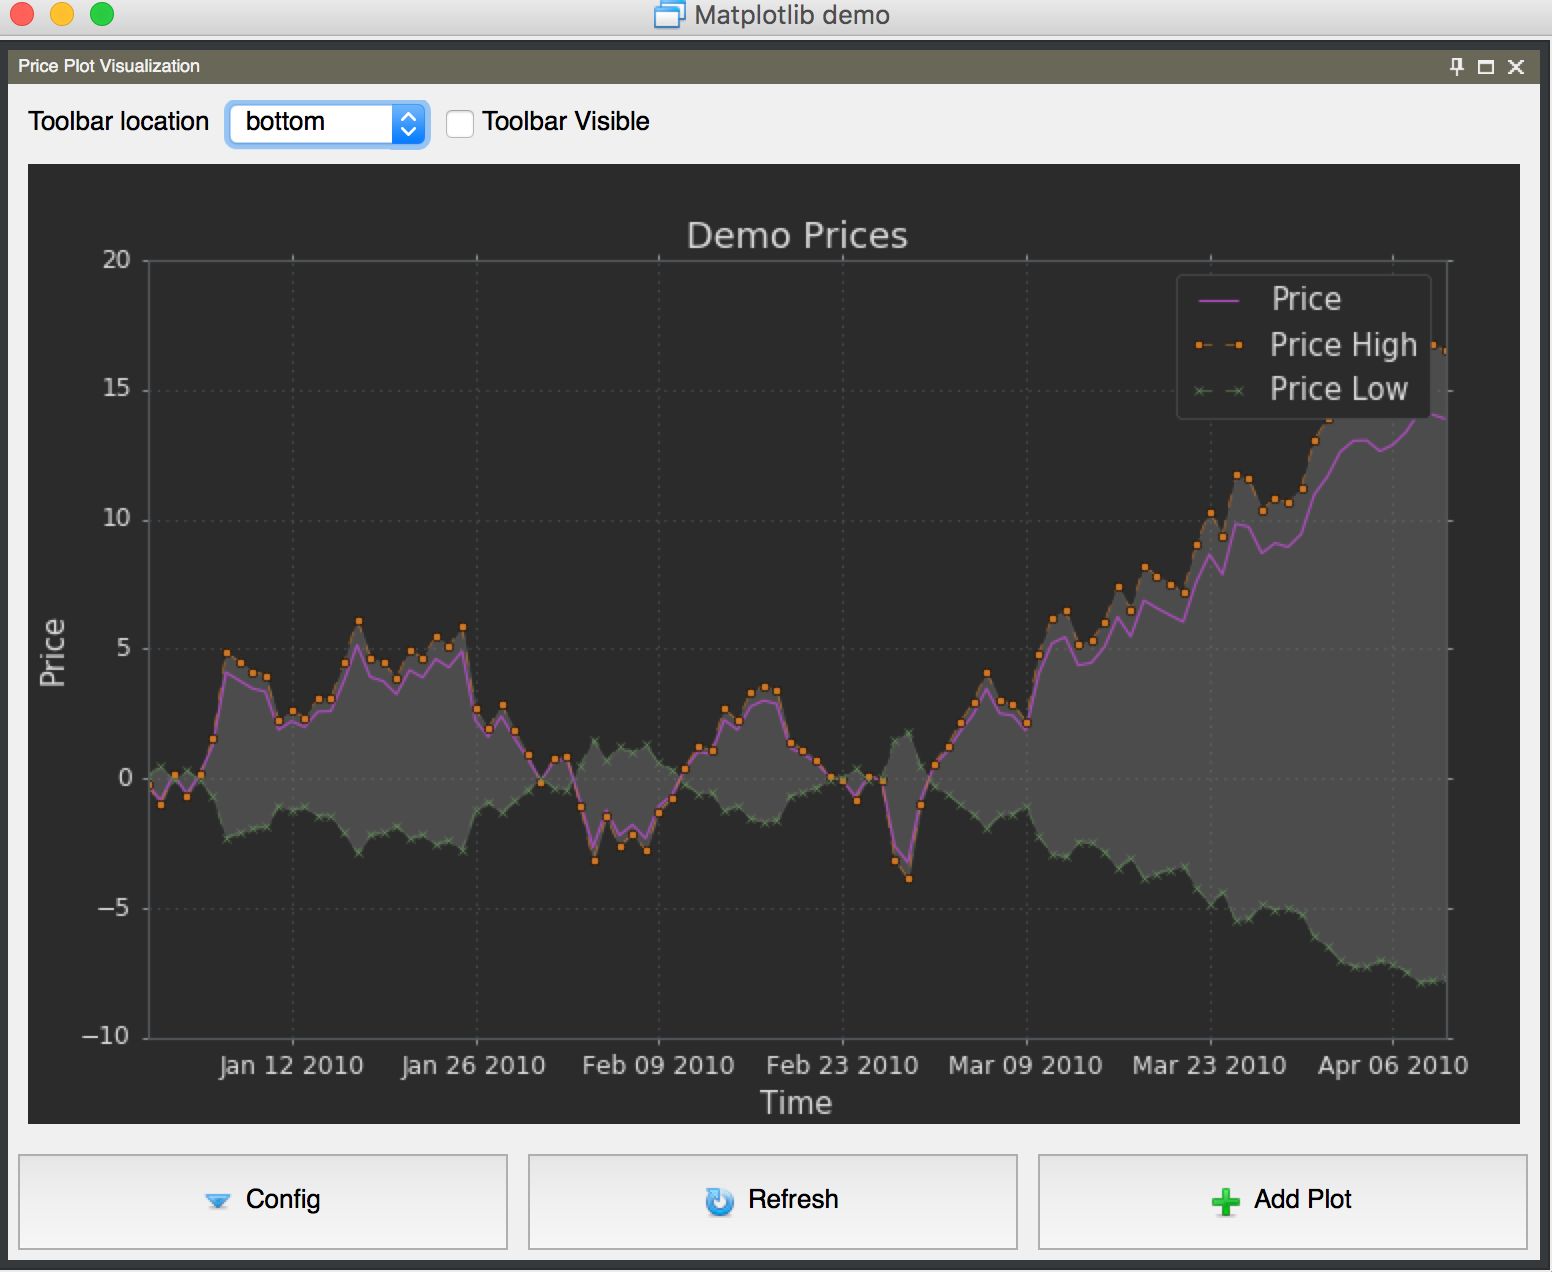 Matplotlib demo
Price Plot Visualization
Toolbar location bottom Toolbar Visible
Demo Prices
20
15
10
5
0
−5
−10
Price
Price
Price High
Price Low
Jan 12 2010 Jan 26 2010 Feb 09 2010 Feb 23 2010 Mar 09 2010 Mar 23 2010 Apr 06 2010
Time
Config Refresh Add Plot